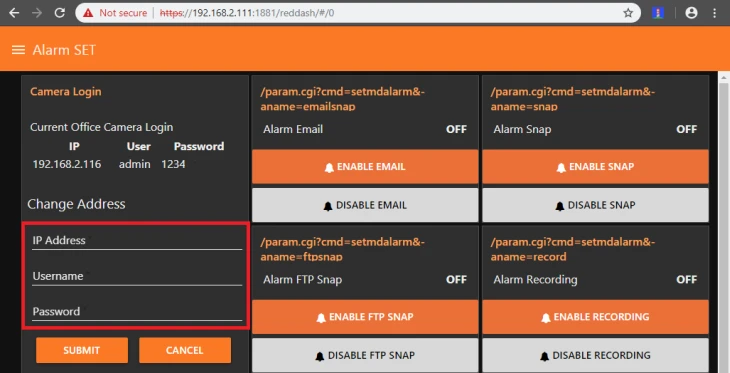 Not secure https://192.168.2.111:1881/reddash/#/0
Alarm SET
Camera Login
Current Office Camera Login
IP User Password
192.168.2.116 admin 1234
Change Address
IP Address
Username
Password
SUBMIT CANCEL
/param.cgi?cmd=setmdalarm&-
aname=emailsnap
Alarm Email OFF
ENABLE EMAIL
DISABLE EMAIL
/param.cgi?cmd=setmdalarm&-
aname=snap
Alarm Snap OFF
ENABLE SNAP
DISABLE SNAP
/param.cgi?cmd=setmdalarm&-
aname=ftpsnap
Alarm FTP Snap OFF
ENABLE FTP SNAP
DISABLE FTP SNAP
/param.cgi?cmd=setmdalarm&-
aname=record
Alarm Recording OFF
ENABLE RECORDING
DISABLE RECORDING